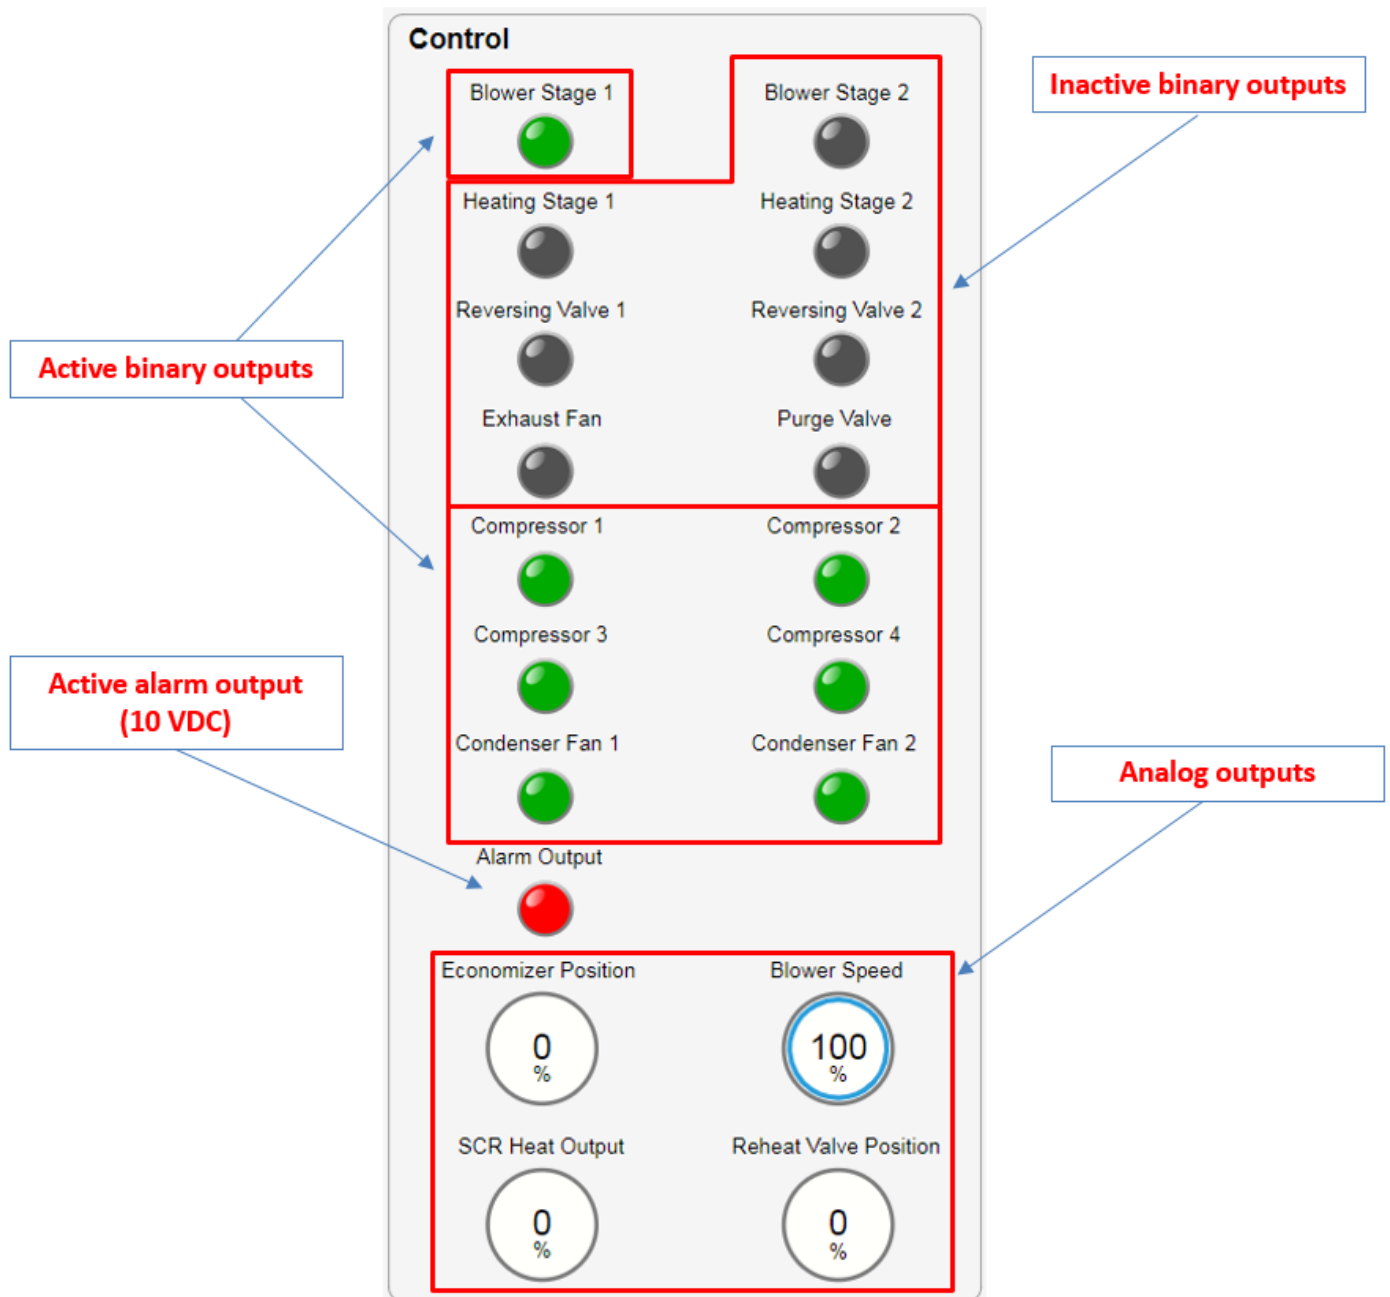 Control
Blower Stage 1
Blower Stage 2
Inactive binary outputs
Heating Stage 1
Heating Stage 2
Reversing Valve 1
Reversing Valve 2
Active binary outputs
Exhaust Fan
Purge Valve
Compressor 1
Compressor 2
Compressor 3
Compressor 4
Active alarm output
(10 VDC)
Condenser Fan 1
Condenser Fan 2
Analog outputs
Alarm Output
Economizer Position
Blower Speed
0
%
100
%
SCR Heat Output
Reheat Valve Position
0
%
0
%